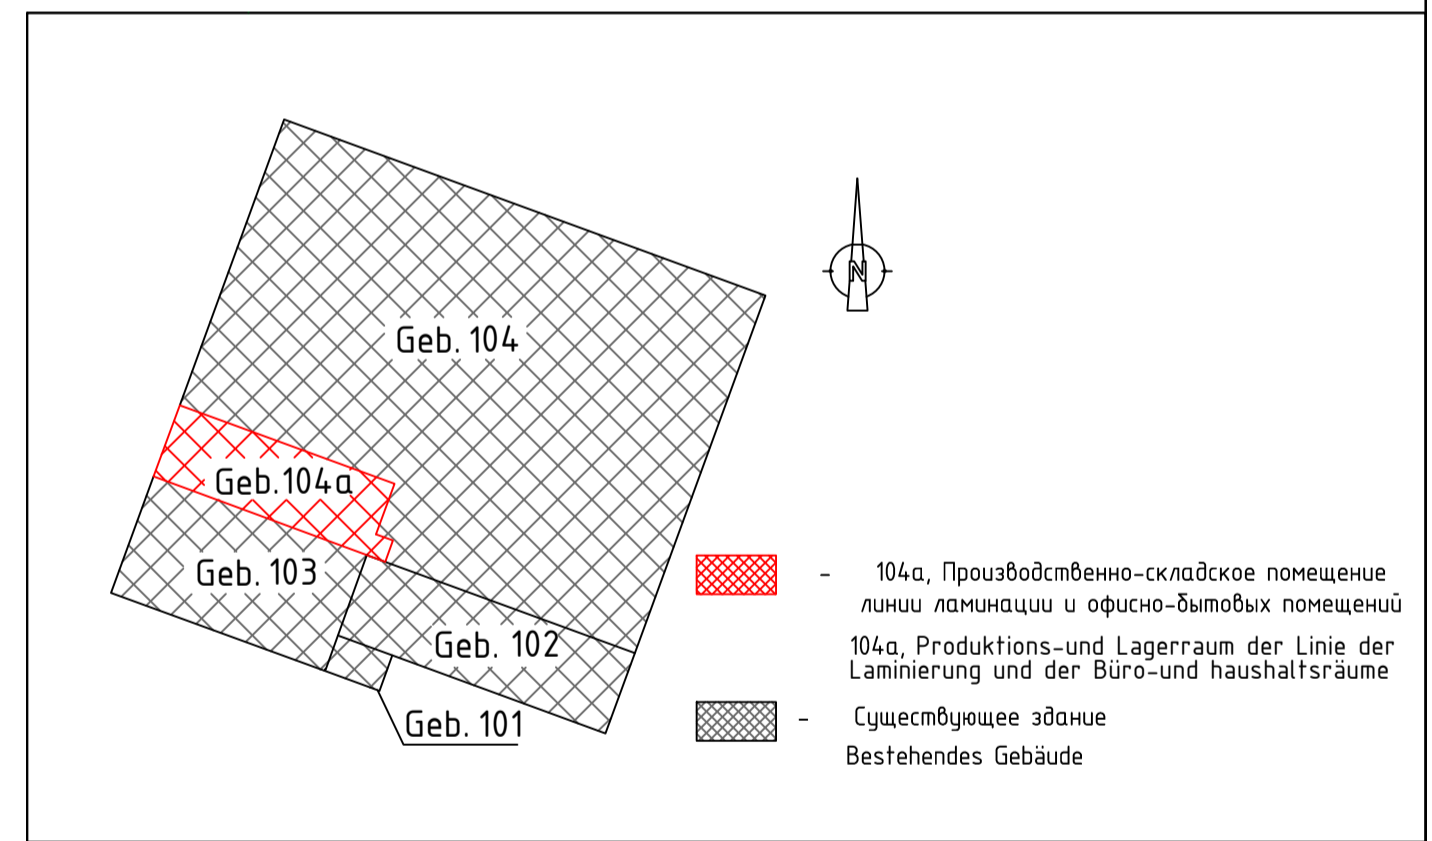 Geb. 104
N
Geb.104a
Geb. 103
Geb. 102
Geb. 101
- 104а, Производственно-складское помещение
линии ламинации и офисно-бытовых помещений
104a, Produktions-und Lagerraum der Linie der
Laminierung und der Büro-und haushaltsräume
- Существующее здание
Bestehendes Gebäude